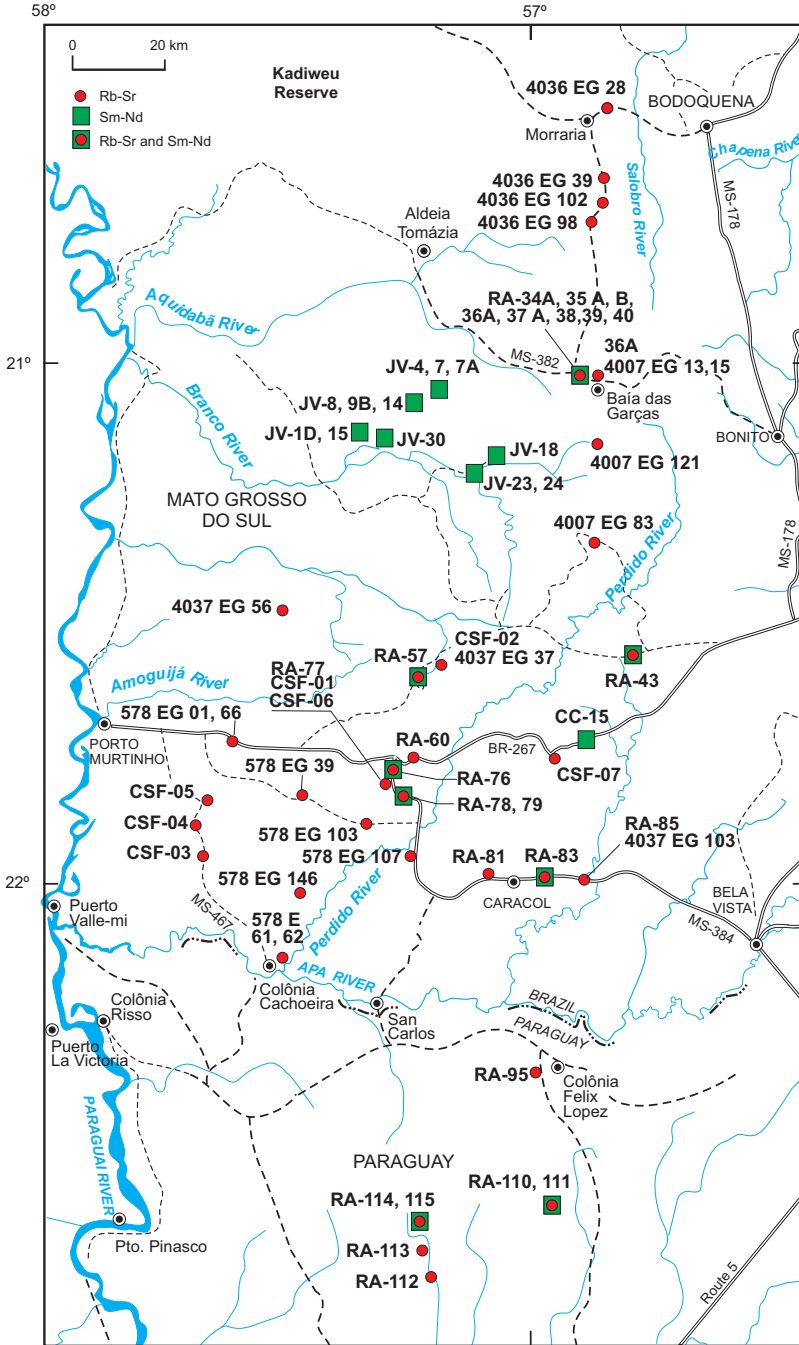 58°
57°
0 20 km
Kadiweu
Reserve
Rb-Sr
Sm-Nd
Rb-Sr and Sm-Nd
4036 EG 28
BODOQUENA
Morraria
Chapena River
Salobro River
MS-178
4036 EG 39
4036 EG 102
4036 EG 98
Aldeia
Tomázia
Aquidabã River
RA-34A, 35 A, B,
36A, 37 A, 38,39, 40
21°
MS-382
36A
4007 EG 13,15
Baía das
Garças
JV-4, 7, 7A
JV-8, 9B, 14
JV-1D, 15
JV-30
JV-18
JV-23, 24
Branco River
BONITO
4007 EG 121
MATO GROSSO
DO SUL
4007 EG 83
Perdido River
MS-178
4037 EG 56
CSF-02
4037 EG 37
RA-57
RA-77
CSF-01
CSF-06
RA-43
Amoguijá River
578 EG 01, 66
CC-15
PORTO
MURTINHO
RA-60
BR-267
CSF-07
578 EG 39
RA-76
CSF-05
RA-78, 79
CSF-04
578 EG 103
CSF-03
578 EG 107
RA-85
4037 EG 103
RA-81
RA-83
22°
578 EG 146
CARACOL
BELA
VISTA
Puerto
Valle-mi
MS-467
578 E
61, 62
Perdido River
MS-384
APA RIVER
Colônia
Cachoeira
BRAZIL
PARAGUAY
Colônia
Risso
San
Carlos
Puerto
La Victoria
RA-95
Colônia
Felix
Lopez
PARAGUAI RIVER
PARAGUAY
RA-110, 111
RA-114, 115
Pto. Pinasco
RA-113
RA-112
Route 5